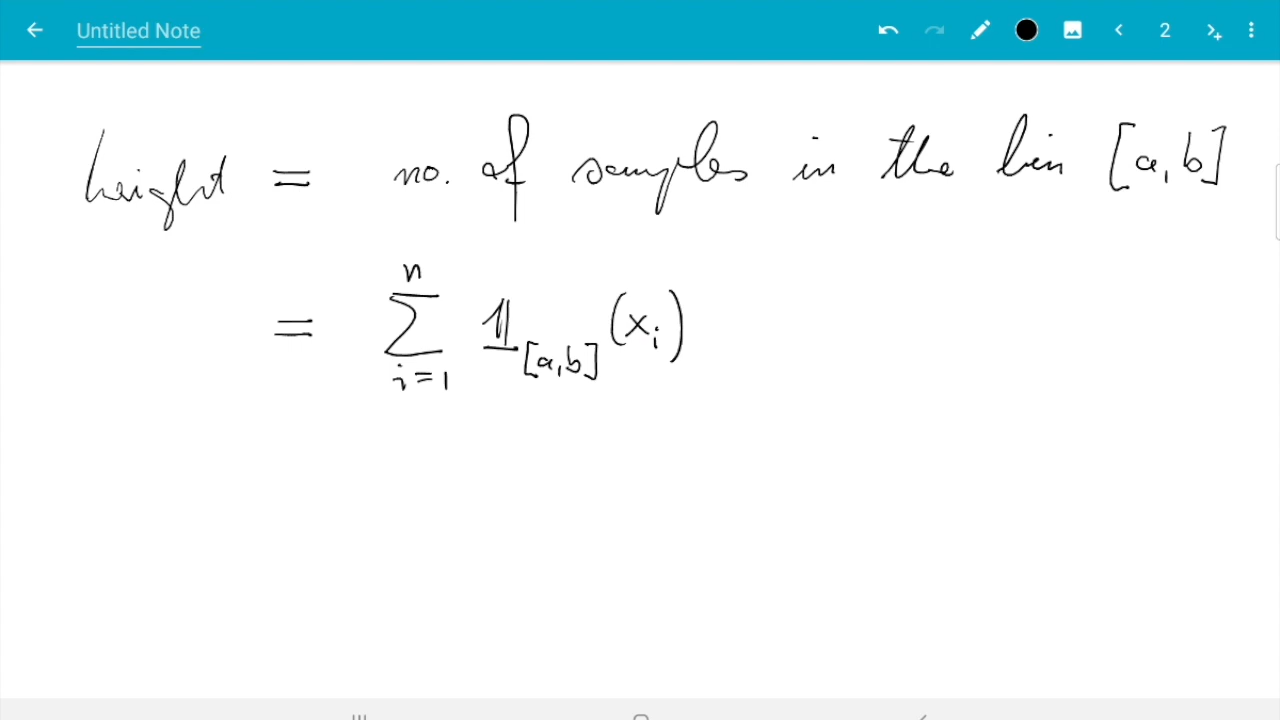 Untitled Note
2
height = no. of samples in the bin [a,b]
= ∑_{i=1}^{n} 𝟙_{[a,b]} (x_i)